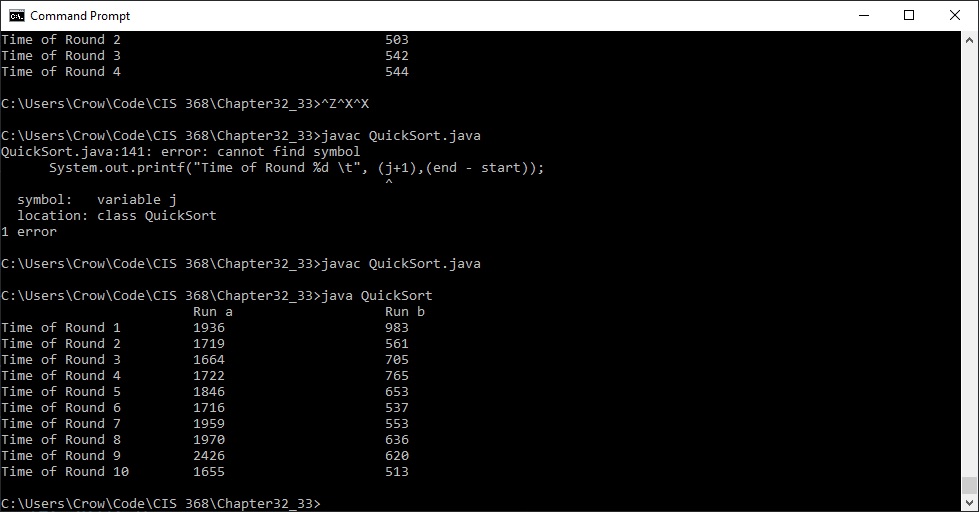 Command Prompt
Time of Round 2 503
Time of Round 3 542
Time of Round 4 544
C:\Users\Crow\Code\CIS 368\Chapter32_33>^Z^X^X
C:\Users\Crow\Code\CIS 368\Chapter32_33>javac QuickSort.java
QuickSort.java:141: error: cannot find symbol
System.out.printf("Time of Round %d \t", (j+1),(end - start));
^
symbol: variable j
location: class QuickSort
1 error
C:\Users\Crow\Code\CIS 368\Chapter32_33>javac QuickSort.java
C:\Users\Crow\Code\CIS 368\Chapter32_33>java QuickSort
Run a Run b
Time of Round 1 1936 983
Time of Round 2 1719 561
Time of Round 3 1664 705
Time of Round 4 1722 765
Time of Round 5 1846 653
Time of Round 6 1716 537
Time of Round 7 1959 553
Time of Round 8 1970 636
Time of Round 9 2426 620
Time of Round 10 1655 513
C:\Users\Crow\Code\CIS 368\Chapter32_33>